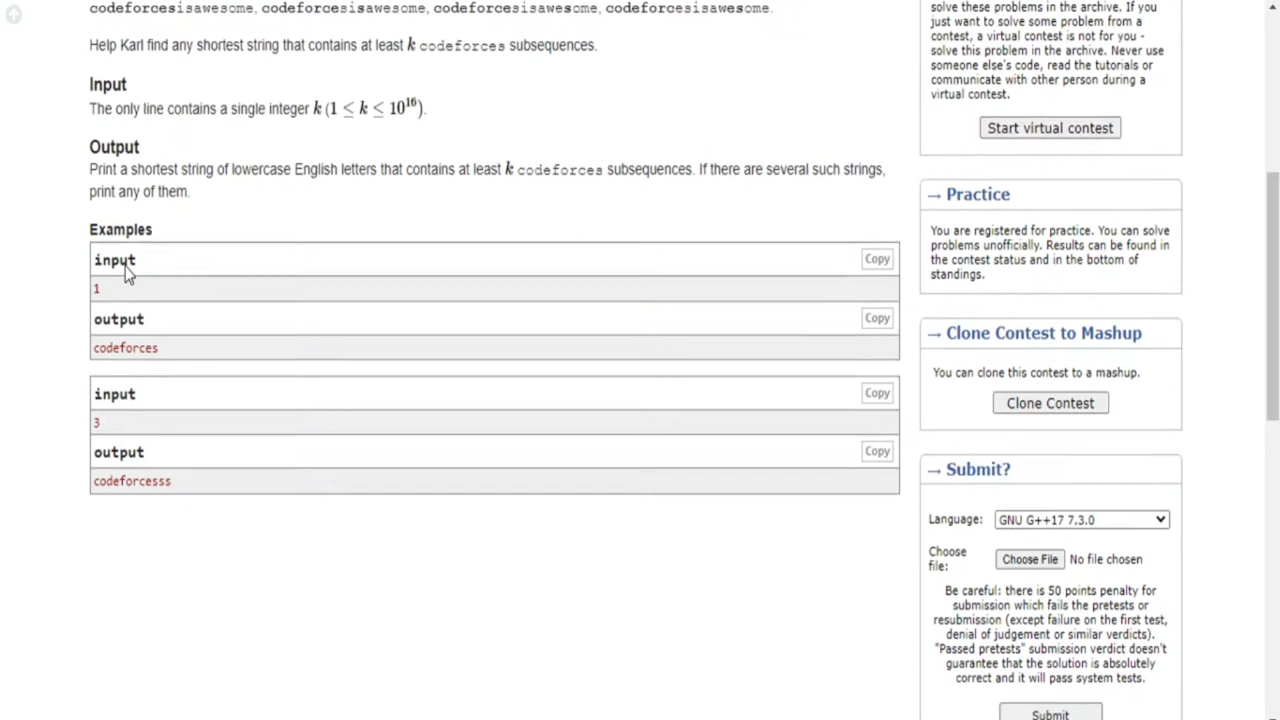 codeforcesisawesome, codeforcesisawesome, codeforcesisawesome, codeforcesisawesome.
Help Karl find any shortest string that contains at least k codeforces subsequences.
Input
The only line contains a single integer k (1 ≤ k ≤ 10^16).
Output
Print a shortest string of lowercase English letters that contains at least k codeforces subsequences. If there are several such strings,
print any of them.
Examples
input
Copy
1
output
Copy
codeforces
input
Copy
3
output
Copy
codeforcesss
solve these problems in the archive. If you
just want to solve some problem from a
contest, a virtual contest is not for you -
solve this problem in the archive. Never use
someone else's code, read the tutorials or
communicate with other person during a
virtual contest.
Start virtual contest
→ Practice
You are registered for practice. You can solve
problems unofficially. Results can be found in
the contest status and in the bottom of
standings.
→ Clone Contest to Mashup
You can clone this contest to a mashup.
Clone Contest
→ Submit?
Language: GNU G++17 7.3.0
Choose
file: Choose File No file chosen
Be careful: there is 50 points penalty for
submission which fails the pretests or
resubmission (except failure on the first test,
denial of judgement or similar verdicts).
"Passed pretests" submission verdict doesn't
guarantee that the solution is absolutely
correct and it will pass system tests.
Submit